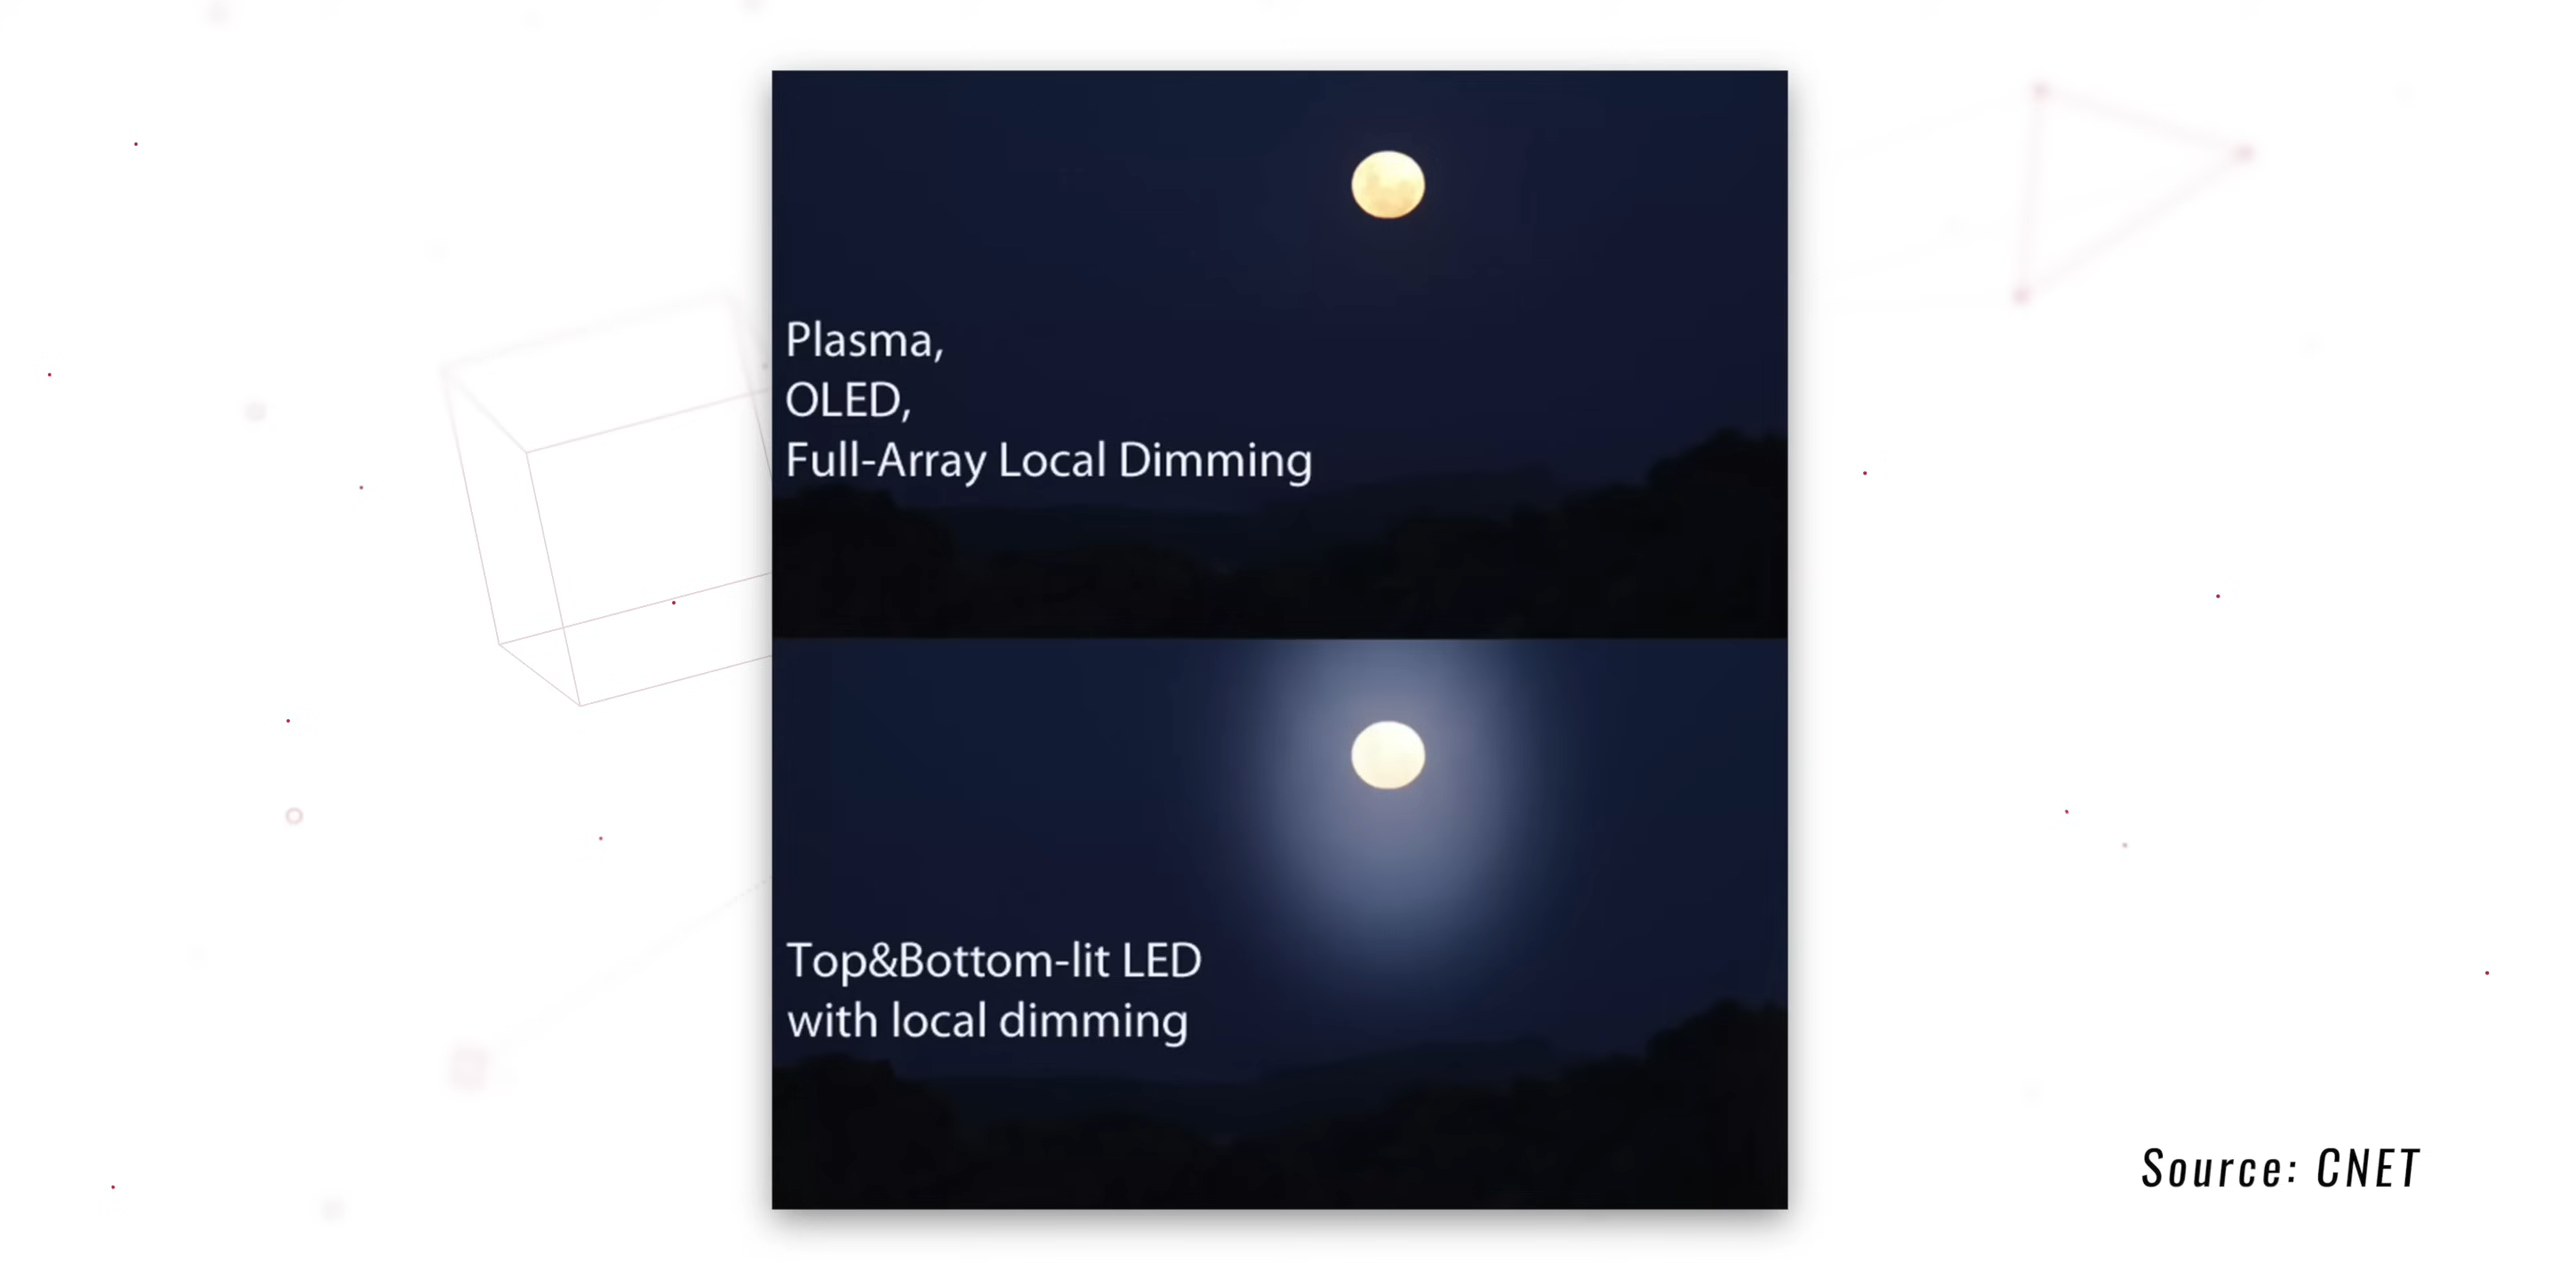 Plasma,
OLED,
Full-Array Local Dimming
Top&Bottom-lit LED
with local dimming
Source: CNET